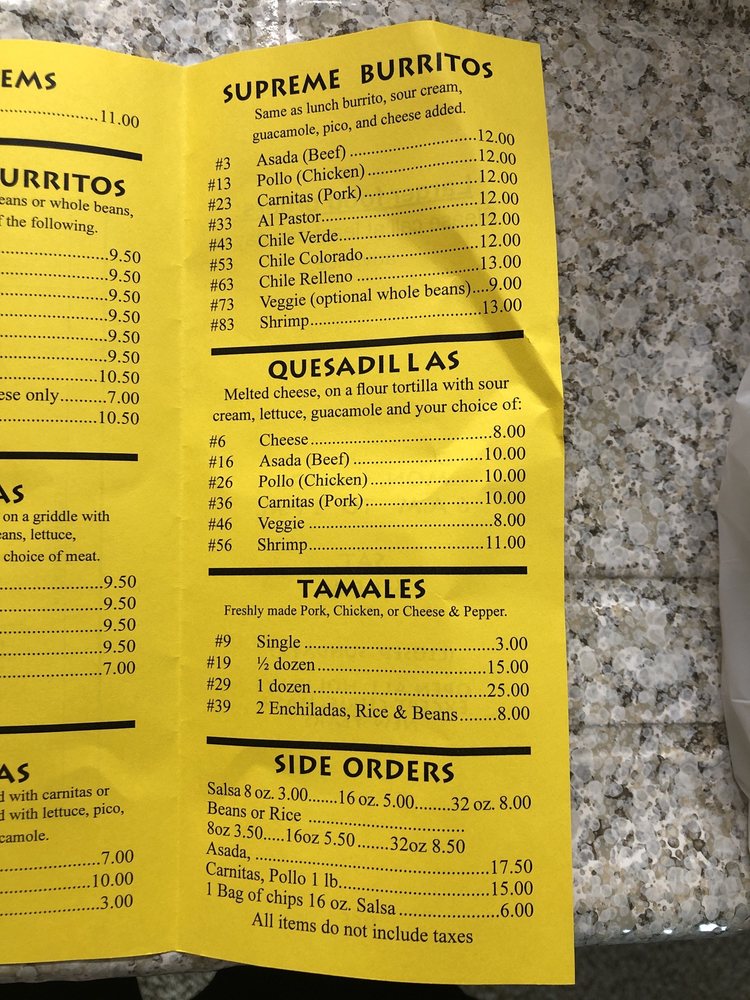 EMS
..............................11.00
URRITOS
eans or whole beans,
f the following.
..............................9.50
..............................9.50
..............................9.50
..............................9.50
..............................9.50
..............................9.50
..............................10.50
ese only..........7.00
..............................10.50
AS
on a griddle with
eans, lettuce,
choice of meat.
..............................9.50
..............................9.50
..............................9.50
..............................9.50
..............................7.00
AS
d with carnitas or
d with lettuce, pico,
camole.
..............................7.00
..............................10.00
..............................3.00
SUPREME BURRITOS
Same as lunch burrito, sour cream,
guacamole, pico, and cheese added.
#3 Asada (Beef) ............................12.00
#13 Pollo (Chicken) ........................12.00
#23 Carnitas (Pork) .........................12.00
#33 Al Pastor...................................12.00
#43 Chile Verde...............................12.00
#53 Chile Colorado.........................12.00
#63 Chile Relleno ...........................13.00
#73 Veggie (optional whole beans)....9.00
#83 Shrimp......................................13.00
QUESADILLAS
Melted cheese, on a flour tortilla with sour
cream, lettuce, guacamole and your choice of:
#6 Cheese........................................8.00
#16 Asada (Beef) .............................10.00
#26 Pollo (Chicken) .........................10.00
#36 Carnitas (Pork)..........................10.00
#46 Veggie ........................................8.00
#56 Shrimp......................................11.00
TAMALES
Freshly made Pork, Chicken, or Cheese & Pepper.
#9 Single .........................................3.00
#19 ½ dozen....................................15.00
#29 1 dozen.....................................25.00
#39 2 Enchiladas, Rice & Beans........8.00
SIDE ORDERS
Salsa 8 oz. 3.00.......16 oz. 5.00........32 oz. 8.00
Beans or Rice ..................................
8oz 3.50.....16oz 5.50 .......32oz 8.50
Asada, ..................................................17.50
Carnitas, Pollo 1 lb.................................15.00
1 Bag of chips 16 oz. Salsa .....................6.00
All items do not include taxes